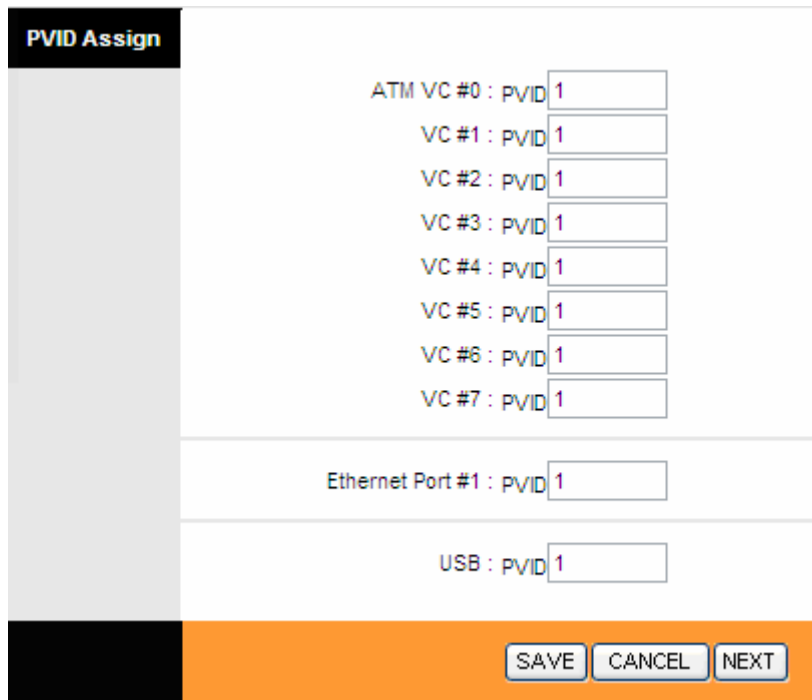 PVID Assign
ATM VC #0 : PVID 1
VC #1 : PVID 1
VC #2 : PVID 1
VC #3 : PVID 1
VC #4 : PVID 1
VC #5 : PVID 1
VC #6 : PVID 1
VC #7 : PVID 1
Ethernet Port #1 : PVID 1
USB : PVID 1
SAVE CANCEL NEXT